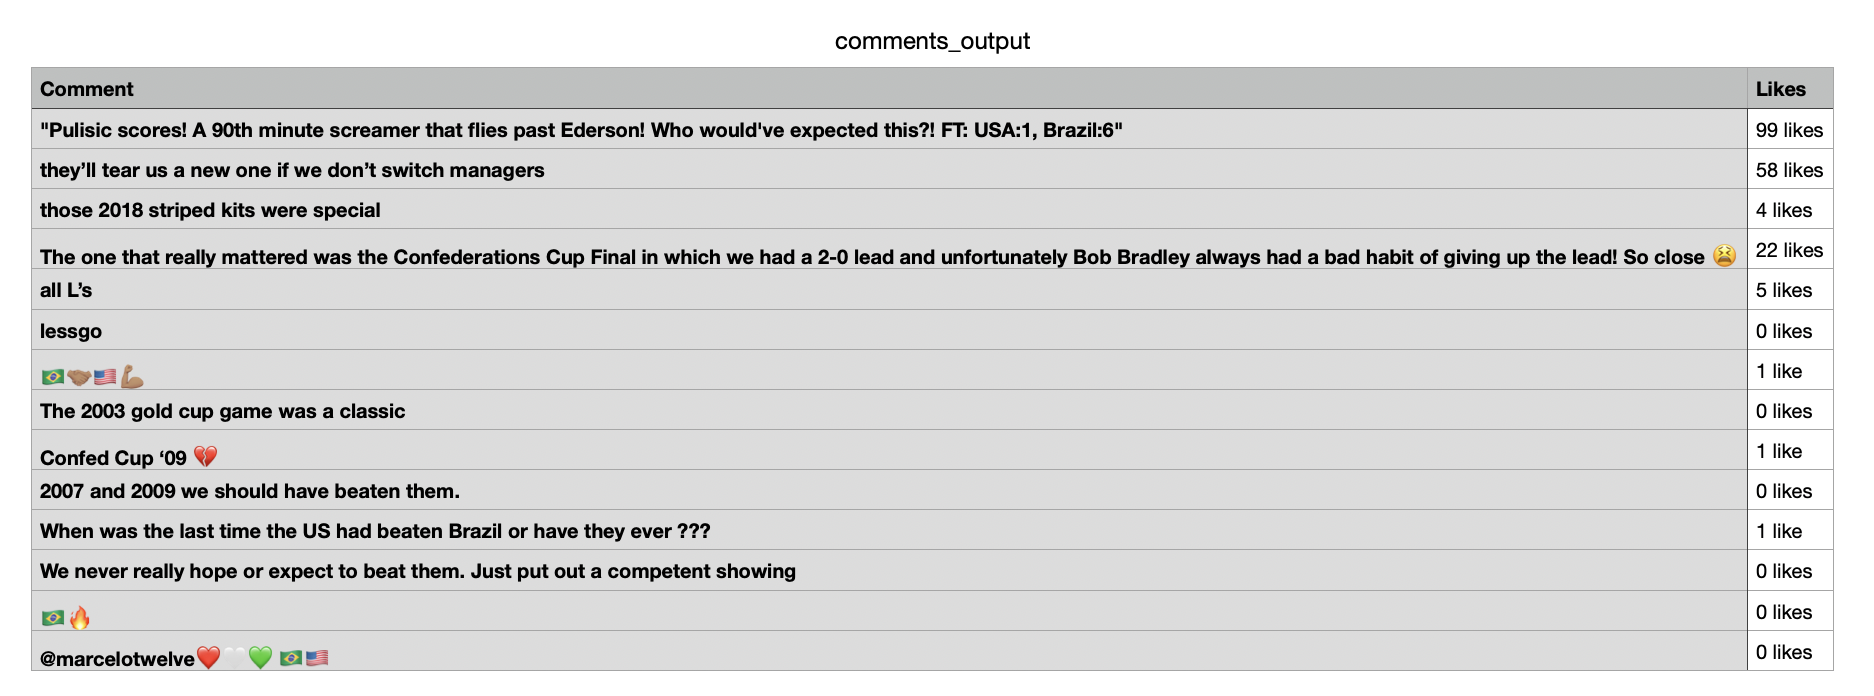 comments_output
Comment Likes
"Pulisic scores! A 90th minute screamer that flies past Ederson! Who would've expected this?! FT: USA:1, Brazil:6" 99 likes
they’ll tear us a new one if we don’t switch managers 58 likes
those 2018 striped kits were special 4 likes
The one that really mattered was the Confederations Cup Final in which we had a 2-0 lead and unfortunately Bob Bradley always had a bad habit of giving up the lead! So close 😫 22 likes
all L’s 5 likes
lessgo 0 likes
🇧🇷🤝🏽🇺🇸💪🏽 1 like
The 2003 gold cup game was a classic 0 likes
Confed Cup ‘09 💔 1 like
2007 and 2009 we should have beaten them. 0 likes
When was the last time the US had beaten Brazil or have they ever ??? 1 like
We never really hope or expect to beat them. Just put out a competent showing 0 likes
🇧🇷🔥 0 likes
@marcelotwelve❤️🤍💚 🇧🇷🇺🇸 0 likes